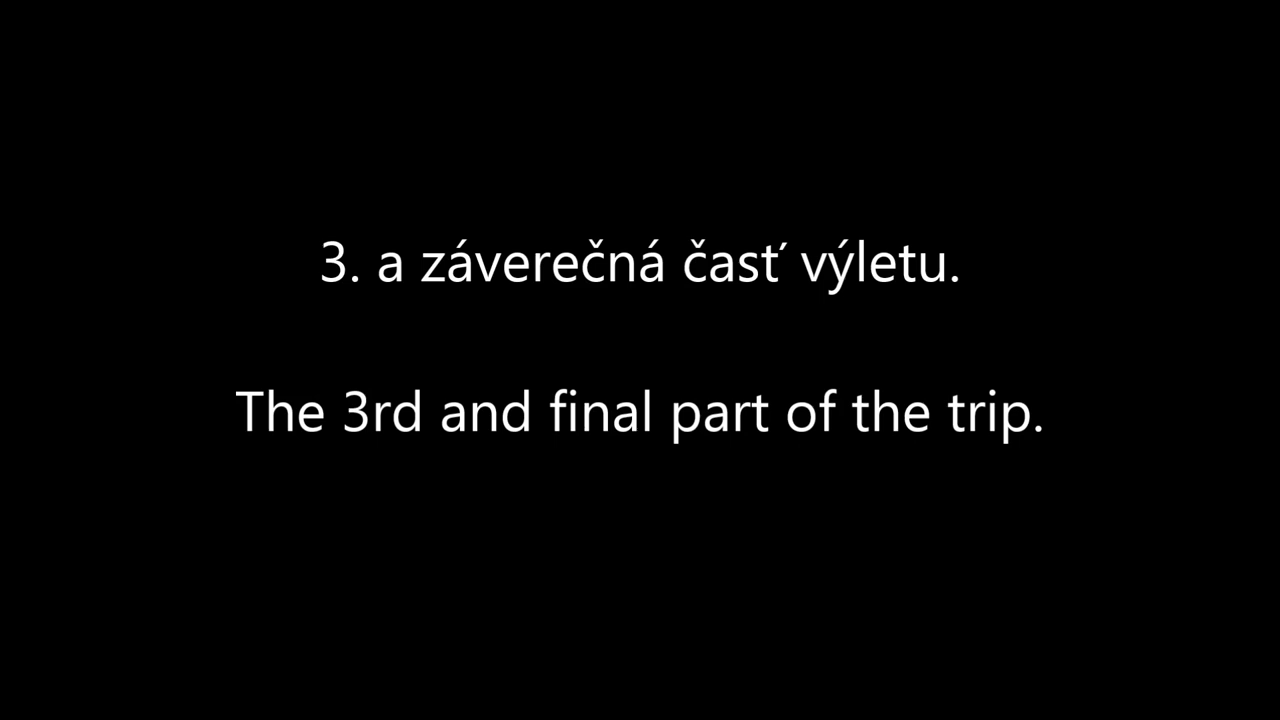 3. a záverečná časť výletu.
The 3rd and final part of the trip.